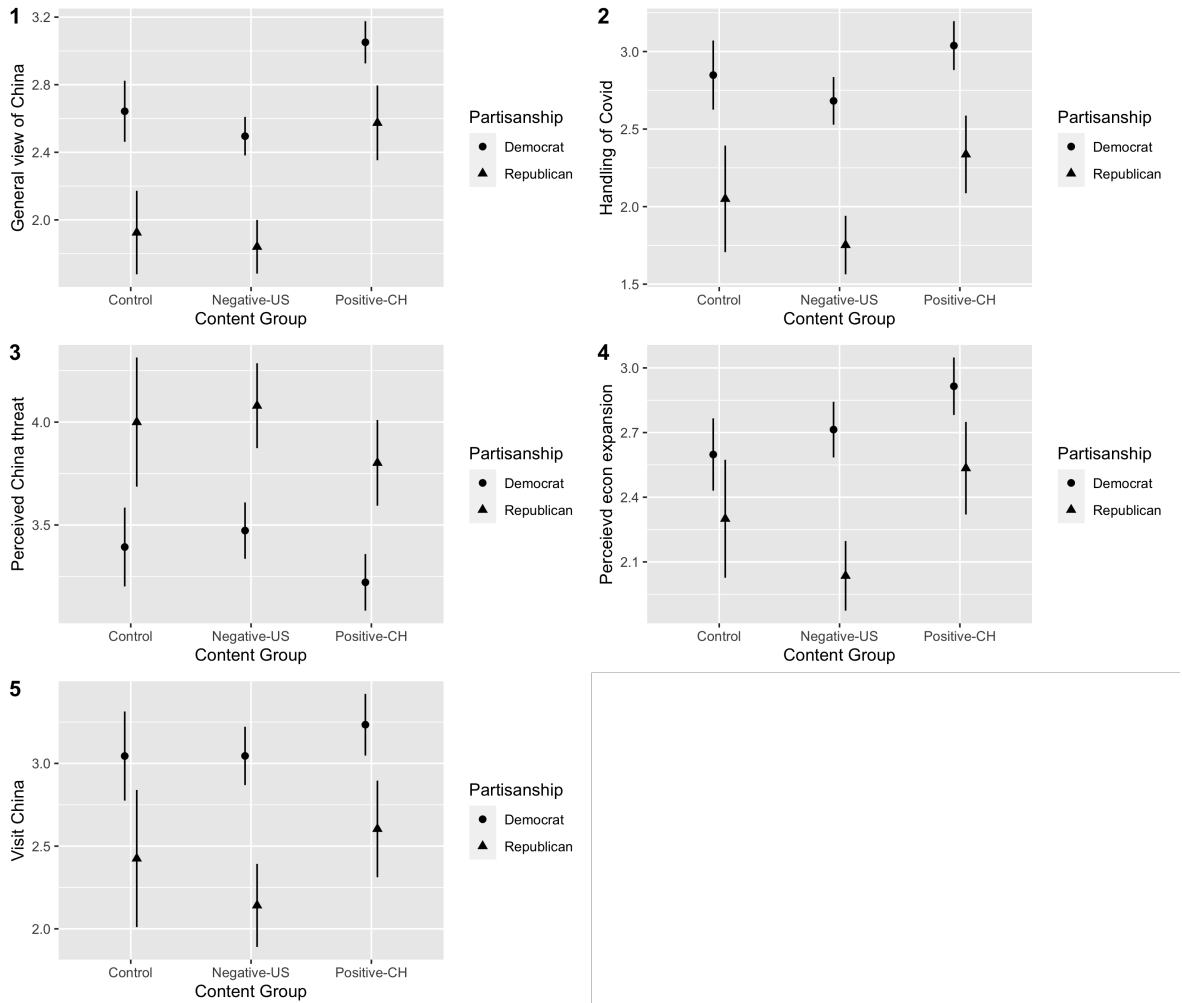 1
General view of China
3.2
2.8
2.4
2.0
Control Negative-US Positive-CH
Content Group
Partisanship
Democrat
Republican
2
Handling of Covid
3.0
2.5
2.0
1.5
Control Negative-US Positive-CH
Content Group
Partisanship
Democrat
Republican
3
Perceived China threat
4.0
3.5
Control Negative-US Positive-CH
Content Group
Partisanship
Democrat
Republican
4
Perceievd econ expansion
3.0
2.7
2.4
2.1
Control Negative-US Positive-CH
Content Group
Partisanship
Democrat
Republican
5
Visit China
3.0
2.5
2.0
Control Negative-US Positive-CH
Content Group
Partisanship
Democrat
Republican